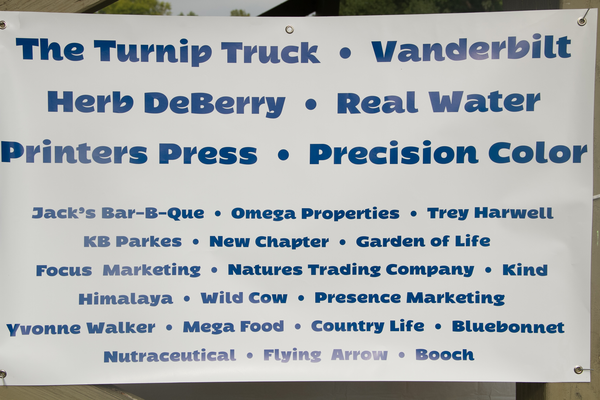 The Turnip Truck • Vanderbilt
Herb DeBerry • Real Water
Printers Press • Precision Color
Jack's Bar-B-Que • Omega Properties • Trey Harwell
KB Parkes • New Chapter • Garden of Life
Focus Marketing • Natures Trading Company • Kind
Himalaya • Wild Cow • Presence Marketing
Yvonne Walker • Mega Food • Country Life • Bluebonnet
Nutraceutical • Flying Arrow • Booch